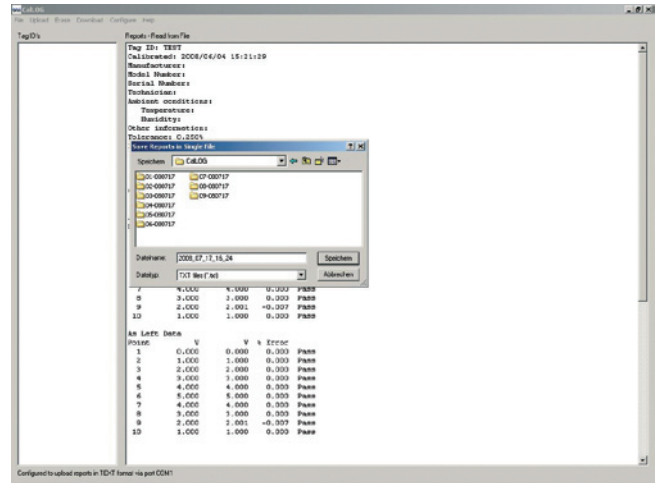 CalLOG
File Upload Erase Download Configure Help
Tag ID's
Reports - Read from File
Tag ID: TEST
Calibrated: 2008/06/04 15:21:29
Manufacturer:
Model Number:
Serial Number:
Technician:
Ambient conditions:
Temperature:
Humidity:
Other information:
Tolerance: 0.250%
Save Reports in Single File
Speichern CalLOG
01-080717 07-080717
02-080717 08-080717
03-080717 09-080717
04-080717
05-080717
06-080717
Dateiname: 2008_07_17_16_24 Speichern
Dateityp: TXT files (*.txt) Abbrechen
7 4.000 4.000 0.000 Pass
8 3.000 3.000 0.000 Pass
9 2.000 2.001 -0.007 Pass
10 1.000 1.000 0.000 Pass
As Left Data
Point V V % Error
1 0.000 0.000 0.000 Pass
2 1.000 1.000 0.000 Pass
3 2.000 2.000 0.000 Pass
4 3.000 3.000 0.000 Pass
5 4.000 4.000 0.000 Pass
6 5.000 5.000 0.000 Pass
7 4.000 4.000 0.000 Pass
8 3.000 3.000 0.000 Pass
9 2.000 2.001 -0.007 Pass
10 1.000 1.000 0.000 Pass
Configured to upload reports in TEXT format via port COM1